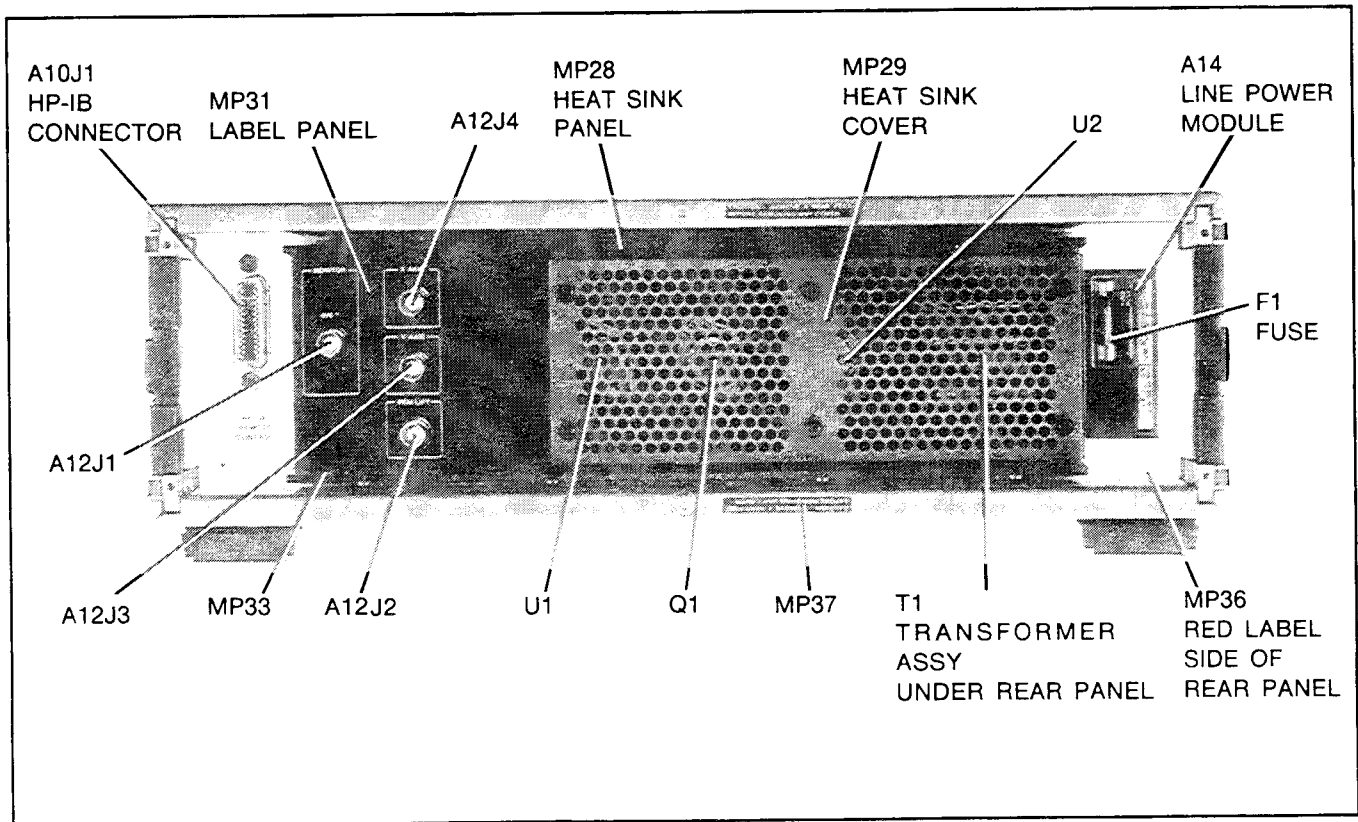 A10J1
HP-IB
CONNECTOR
MP31
LABEL PANEL
A12J4
MP28
HEAT SINK
PANEL
MP29
HEAT SINK
COVER
U2
A14
LINE POWER
MODULE
F1
FUSE
A12J1
A12J3
MP33
A12J2
U1
Q1
MP37
T1
TRANSFORMER
ASSY
UNDER REAR PANEL
MP36
RED LABEL
SIDE OF
REAR PANEL